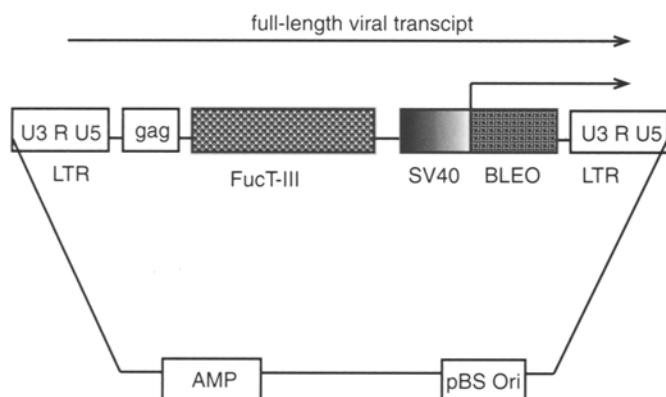 full-length viral transcipt
U3 R U5
gag
U3 R U5
LTR
FucT-III
SV40
BLEO
LTR
AMP
pBS Ori